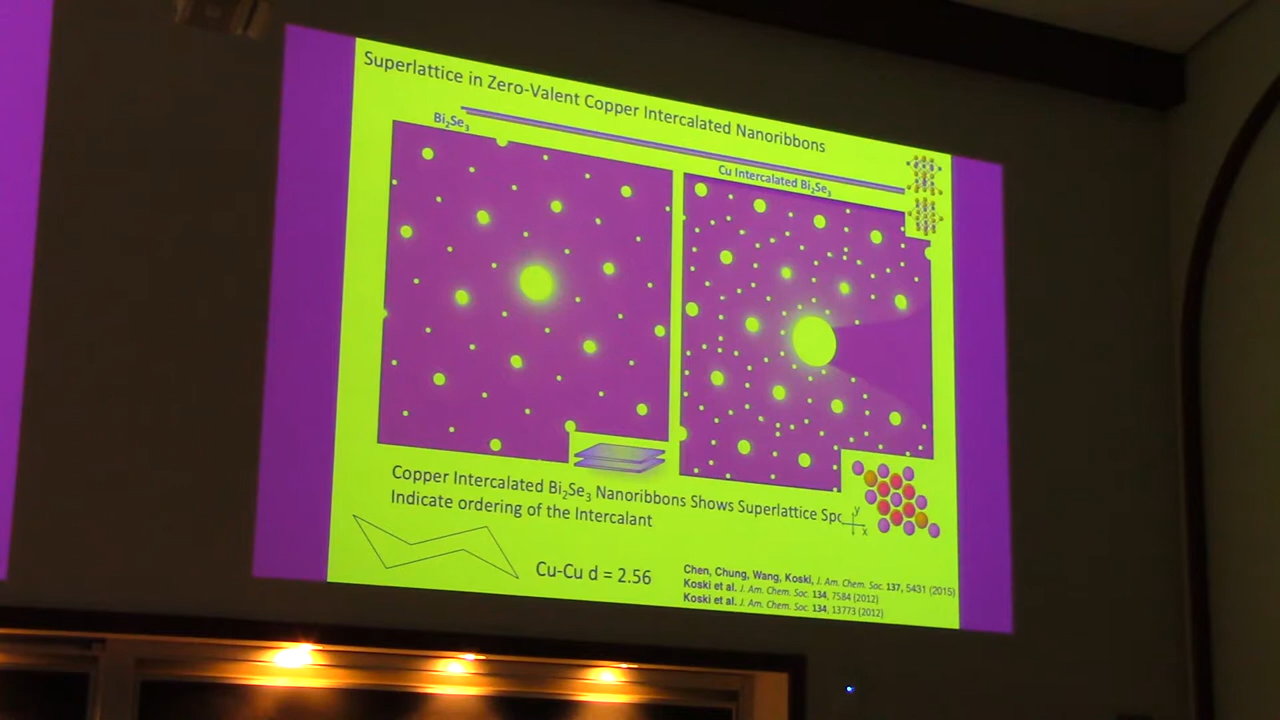 Superlattice in Zero-Valent Copper Intercalated Nanoribbons
Bi₂Se₃
Cu Intercalated Bi₂Se₃
Copper Intercalated Bi₂Se₃ Nanoribbons Shows Superlattice Spo
Indicate ordering of the Intercalant
y
x
Cu-Cu d = 2.56
Chen, Chung, Wang, Koski, J. Am. Chem. Soc. 137, 5431 (2015)
Koski et al. J. Am. Chem. Soc. 134, 7584 (2012)
Koski et al. J. Am. Chem. Soc. 134, 13773 (2012)